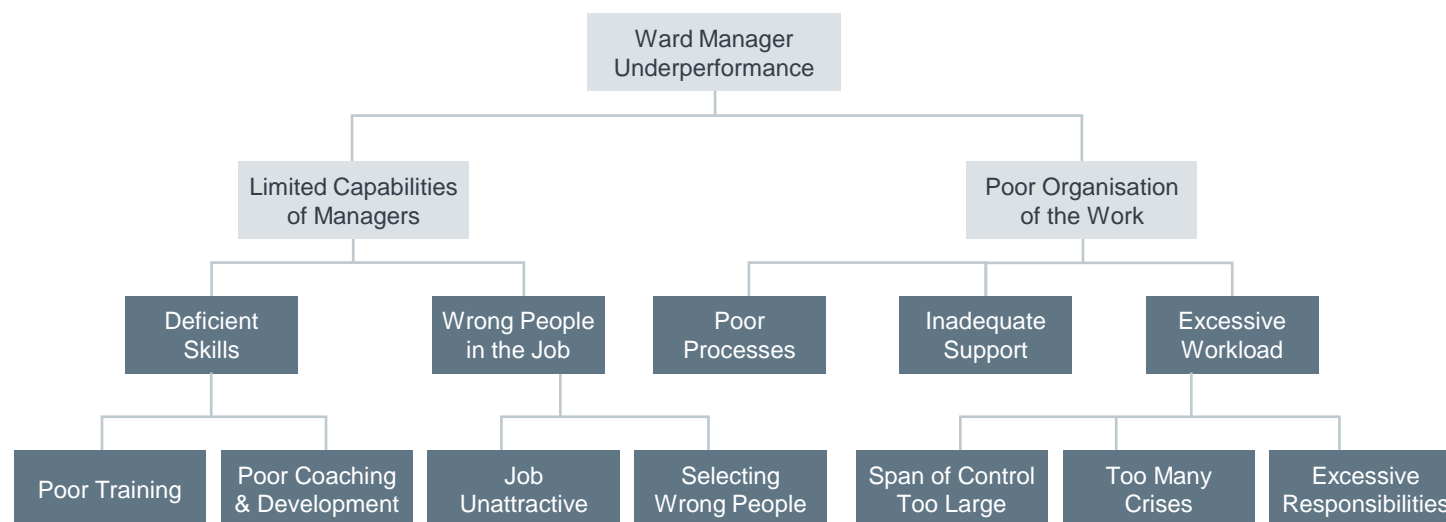 Ward Manager
Underperformance
Limited Capabilities
of Managers
Poor Organisation
of the Work
Deficient
Skills
Wrong People
in the Job
Poor
Processes
Inadequate
Support
Excessive
Workload
Poor Training
Poor Coaching
& Development
Job
Unattractive
Selecting
Wrong People
Span of Control
Too Large
Too Many
Crises
Excessive
Responsibilities